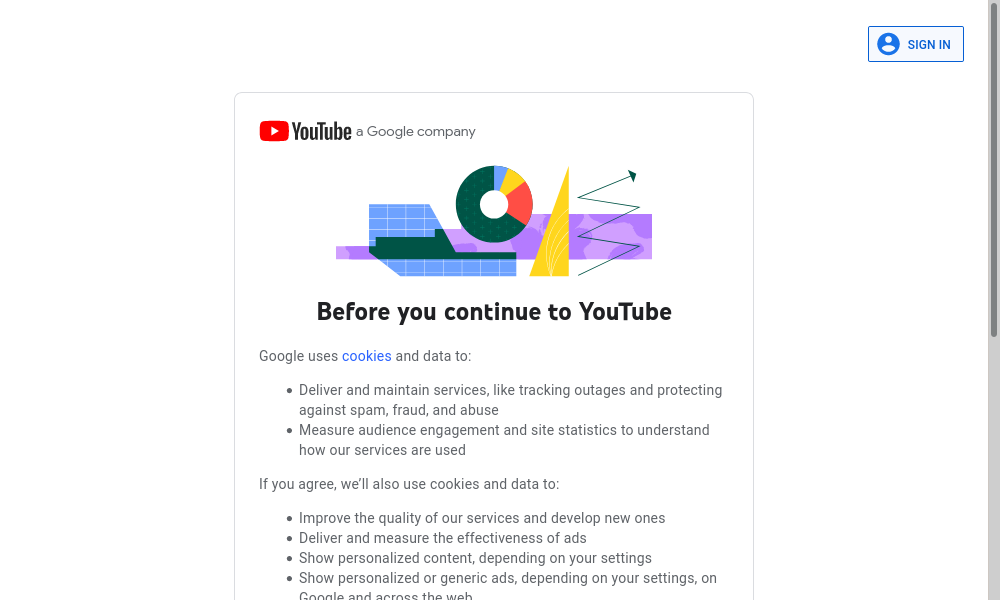 SIGN IN
YouTube a Google company
Before you continue to YouTube
Google uses cookies and data to:
• Deliver and maintain services, like tracking outages and protecting
against spam, fraud, and abuse
• Measure audience engagement and site statistics to understand
how our services are used
If you agree, we’ll also use cookies and data to:
• Improve the quality of our services and develop new ones
• Deliver and measure the effectiveness of ads
• Show personalized content, depending on your settings
• Show personalized or generic ads, depending on your settings, on
Google and across the web